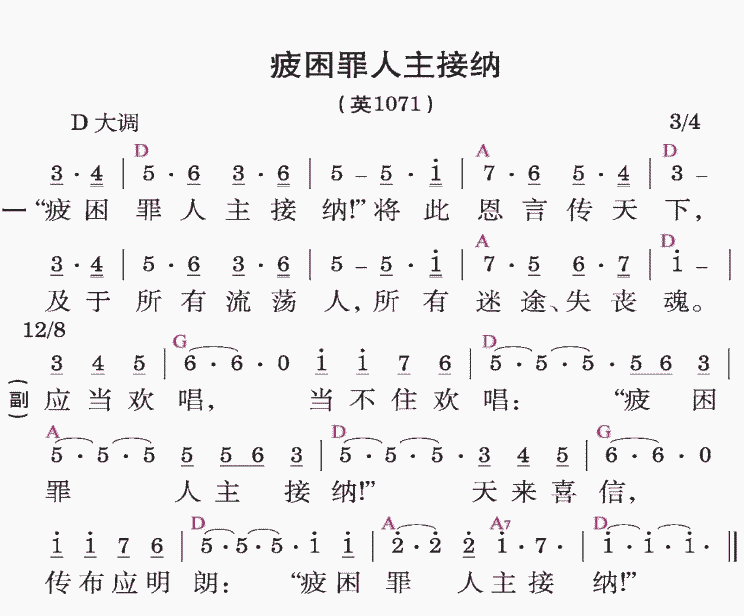 疲困罪人主接纳
（英1071）
D 大调 3/4
D A D
3 · 4 | 5 · 6 3 · 6 | 5 – 5 · i | 7 · 6 5 · 4 | 3 –
一 “疲困 罪人主接 纳!” 将此 恩言传天 下，
A D
3 · 4 | 5 · 6 3 · 6 | 5 – 5 · i | 7 · 5 6 · 7 | i – |
及于 所有流荡 人，所有 迷途、失丧 魂。
12/8
G D
3 4 5 | 6 · 6 · 0 i i 7 6 | 5 · 5 · 5 · 5 6 3 |
（副） 应当欢 唱， 当不住欢 唱： “疲 困
A D G
5 · 5 · 5 5 5 6 3 | 5 · 5 · 5 · 3 4 5 | 6 · 6 · 0
罪 人主 接 纳!” 天来喜 信，
D A A7 D
i i 7 6 | 5 · 5 · 5 · i i | 2 · 2 2 i · 7 · | i · i · i · ‖
传布应明 朗： “疲困 罪 人主接 纳!”